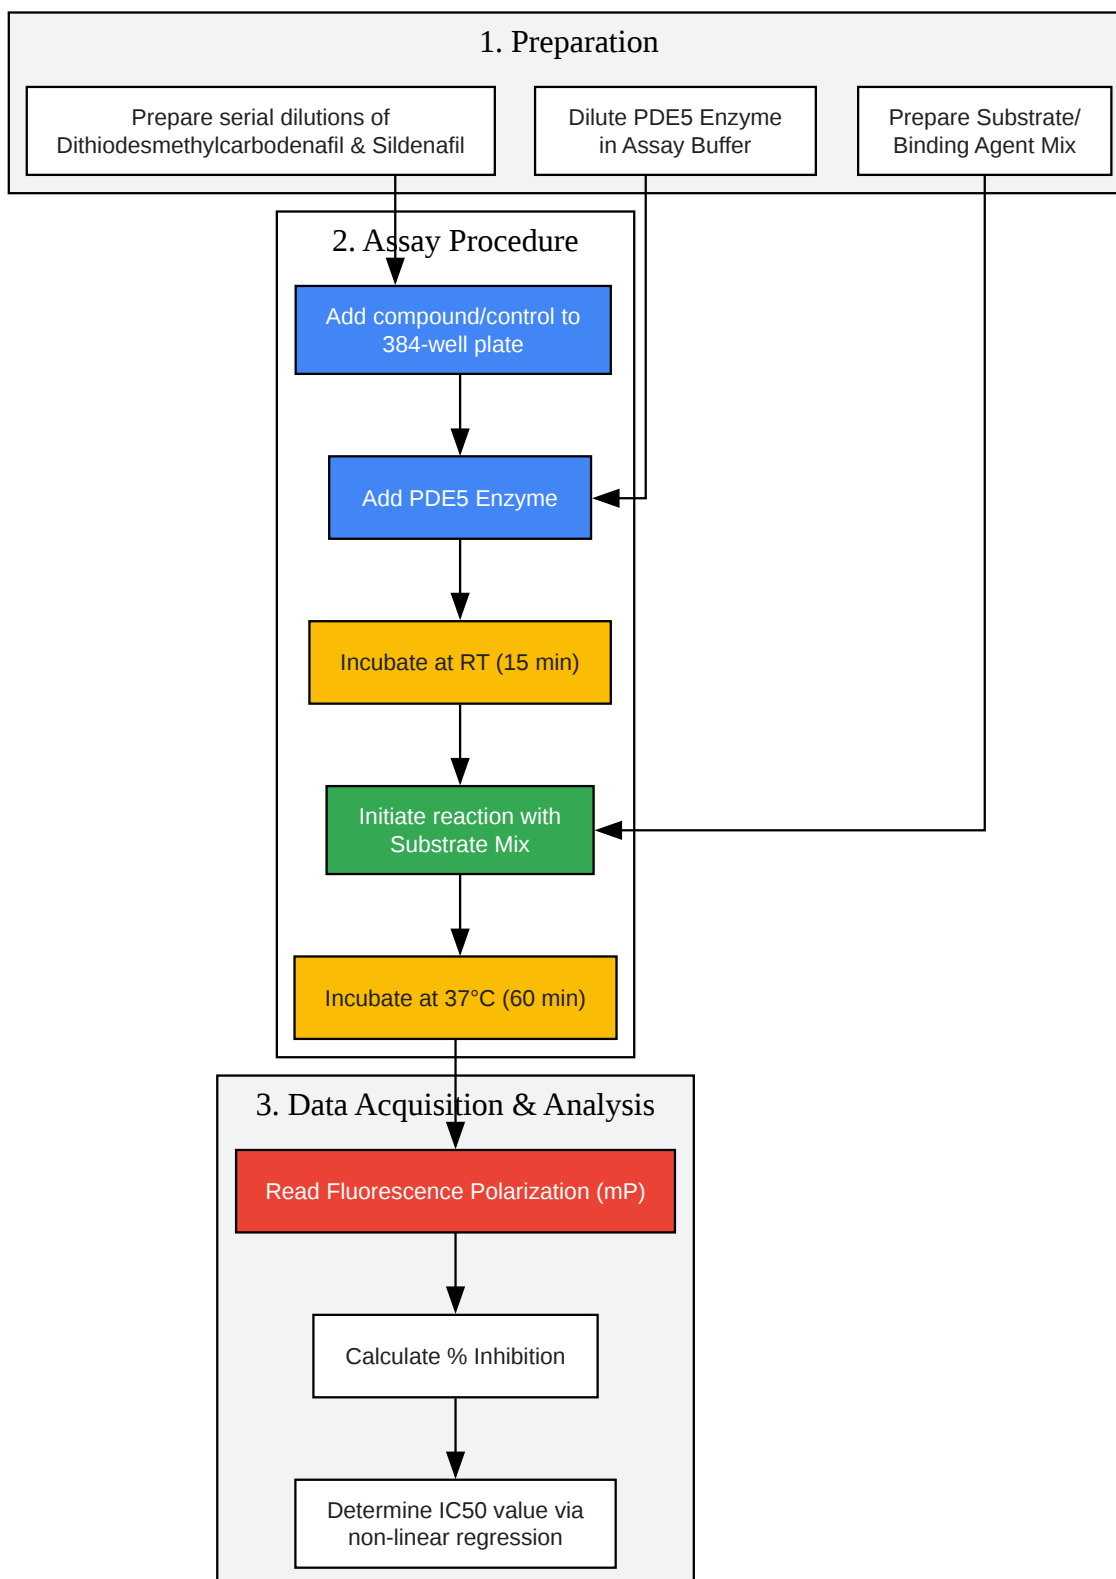 1. Preparation
Prepare serial dilutions of
Dithiodesmethylcarbodenafil & Sildenafil
Dilute PDE5 Enzyme
in Assay Buffer
Prepare Substrate/
Binding Agent Mix
2. Assay Procedure
Add compound/control to
384-well plate
Add PDE5 Enzyme
Incubate at RT (15 min)
Initiate reaction with
Substrate Mix
Incubate at 37°C (60 min)
3. Data Acquisition & Analysis
Read Fluorescence Polarization (mP)
Calculate % Inhibition
Determine IC50 value via
non-linear regression